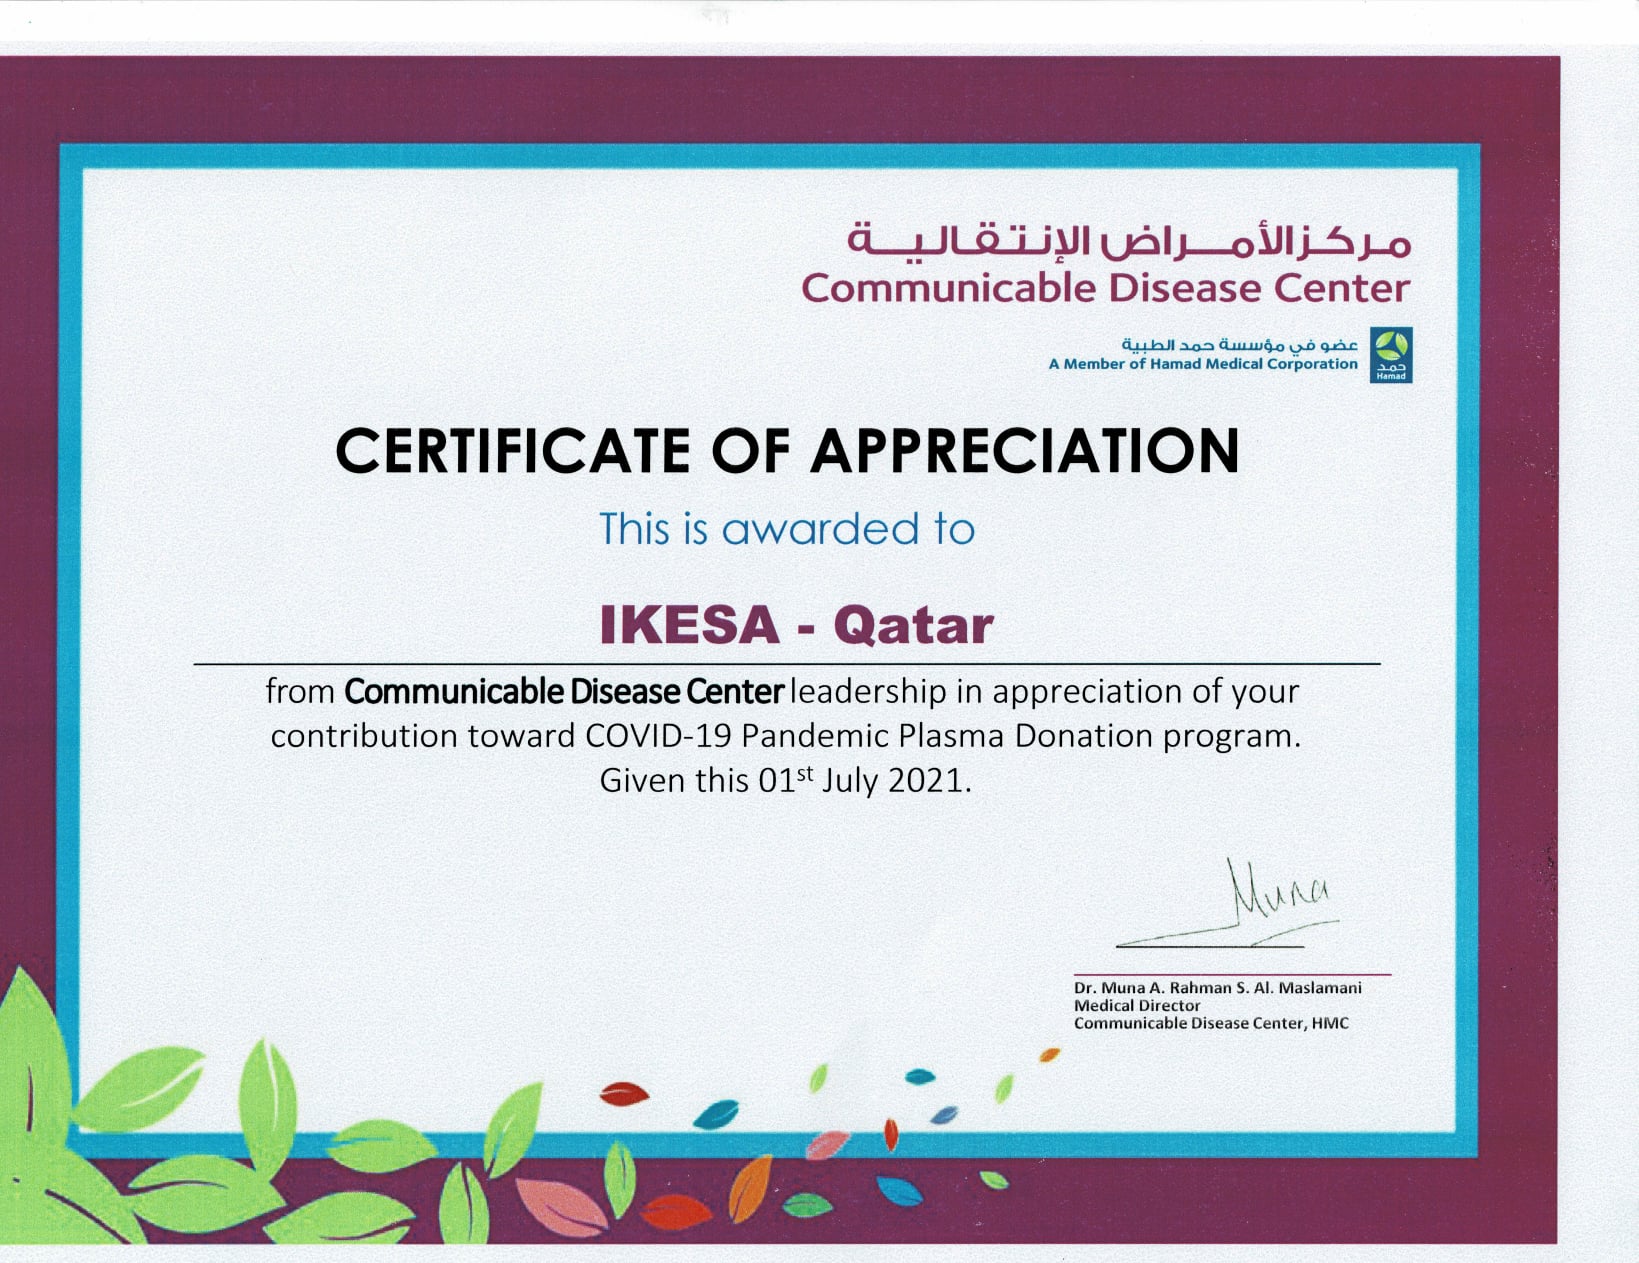 مركز الأمراض الإنتقالية
Communicable Disease Center
عضو في مؤسسة حمد الطبية
A Member of Hamad Medical Corporation
حمد
Hamad
CERTIFICATE OF APPRECIATION
This is awarded to
IKESA - Qatar
from Communicable Disease Center leadership in appreciation of your
contribution toward COVID-19 Pandemic Plasma Donation program.
Given this 01st July 2021.
Muna
Dr. Muna A. Rahman S. Al. Maslamani
Medical Director
Communicable Disease Center, HMC